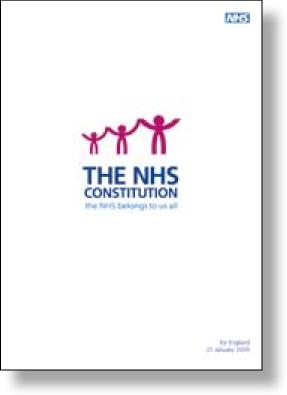 NHS
THE NHS
CONSTITUTION
the NHS belongs to us all
for England
21 January 2009